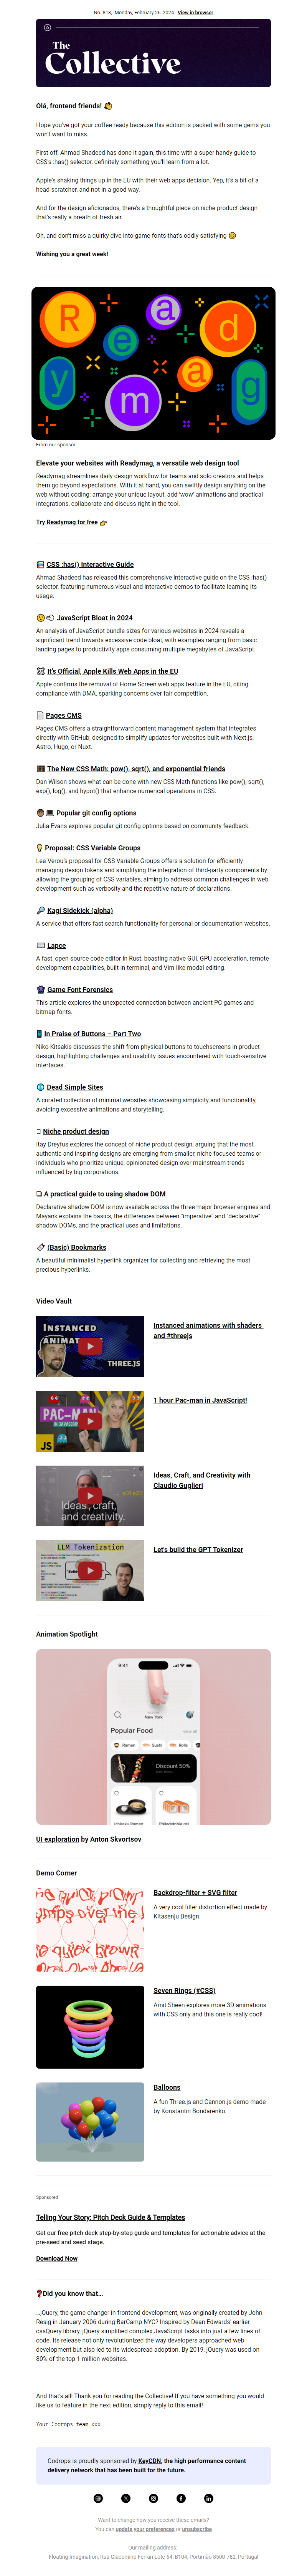 No. 818, Monday, February 26, 2024 View in browser
The
Collective
Olá, frontend friends!
Hope you've got your coffee ready because this edition is packed with some gems you
won't want to miss.
First off, Ahmad Shadeed has done it again, this time with a super handy guide to
CSS's :has() selector, definitely something you'll learn from a lot.
Apple's shaking things up in the EU with their web apps decision. Yep, it's a bit of a
head-scratcher, and not in a good way.
And for the design aficionados, there's a thoughtful piece on niche product design
that's really a breath of fresh air.
Oh, and don't miss a quirky dive into game fonts that's oddly satisfying
Wishing you a great week!
R e a d
y m a g
From our sponsor
Elevate your websites with Readymag, a versatile web design tool
Readymag streamlines daily design workflow for teams and solo creators and helps
them go beyond expectations. With it at hand, you can swiftly design anything on the
web without coding: arrange your unique layout, add 'wow' animations and practical
integrations, collaborate and discuss right in the tool.
Try Readymag for free
CSS :has() Interactive Guide
Ahmad Shadeed has released this comprehensive interactive guide on the CSS :has()
selector, featuring numerous visual and interactive demos to facilitate learning its
usage.
JavaScript Bloat in 2024
An analysis of JavaScript bundle sizes for various websites in 2024 reveals a
significant trend towards excessive code bloat, with examples ranging from basic
landing pages to productivity apps consuming multiple megabytes of JavaScript.
It's Official, Apple Kills Web Apps in the EU
Apple confirms the removal of Home Screen web apps feature in the EU, citing
compliance with DMA, sparking concerns over fair competition.
Pages CMS
Pages CMS offers a straightforward content management system that integrates
directly with GitHub, designed to simplify updates for websites built with Next.js,
Astro, Hugo, or Nuxt.
The New CSS Math: pow(), sqrt(), and exponential friends
Dan Wilson shows what can be done with new CSS Math functions like pow(), sqrt(),
exp(), log(), and hypot() that enhance numerical operations in CSS.
Popular git config options
Julia Evans explores popular git config options based on community feedback.
Proposal: CSS Variable Groups
Lea Verou's proposal for CSS Variable Groups offers a solution for efficiently
managing design tokens and simplifying the integration of third-party components by
allowing the grouping of CSS variables, aiming to address common challenges in web
development such as verbosity and the repetitive nature of declarations.
Kagi Sidekick (alpha)
A service that offers fast search functionality for personal or documentation websites.
Lapce
A fast, open-source code editor in Rust, boasting native GUI, GPU acceleration, remote
development capabilities, built-in terminal, and Vim-like modal editing.
Game Font Forensics
This article explores the unexpected connection between ancient PC games and
bitmap fonts.
In Praise of Buttons – Part Two
Niko Kitsakis discusses the shift from physical buttons to touchscreens in product
design, highlighting challenges and usability issues encountered with touch-sensitive
interfaces.
Dead Simple Sites
A curated collection of minimal websites showcasing simplicity and functionality,
avoiding excessive animations and storytelling.
Niche product design
Itay Dreyfus explores the concept of niche product design, arguing that the most
authentic and inspiring designs are emerging from smaller, niche-focused teams or
individuals who prioritize unique, opinionated design over mainstream trends
influenced by big corporations.
A practical guide to using shadow DOM
Declarative shadow DOM is now available across the three major browser engines and
Mayank explains the basics, the differences between "imperative" and "declarative"
shadow DOMs, and the practical uses and limitations.
(Basic) Bookmarks
A beautiful minimalist hyperlink organizer for collecting and retrieving the most
precious hyperlinks.
Video Vault
INSTANCED
ANIMATIONS
THREE.JS
Instanced animations with shaders
and #threejs
PAC-MAN
JS
1 hour Pac-man in JavaScript!
Ideas, craft,
and creativity.
Ideas, Craft, and Creativity with
Claudio Guglieri
LLM Tokenization
Let's build the GPT Tokenizer
Animation Spotlight
9:41
New York
Popular Food
Ramen Sushi Rolls
Discount 50%
Ichiraku Ramen Philadelphia roll
UI exploration by Anton Skvortsov
Demo Corner
Backdrop-filter + SVG filter
A very cool filter distortion effect made by
Kitasenju Design.
Seven Rings (#CSS)
Amit Sheen explores more 3D animations
with CSS only and this one is really cool!
Balloons
A fun Three.js and Cannon.js demo made
by Konstantin Bondarenko.
Sponsored
Telling Your Story: Pitch Deck Guide & Templates
Get our free pitch deck step-by-step guide and templates for actionable advice at the
pre-seed and seed stage.
Download Now
Did you know that…
…jQuery, the game-changer in frontend development, was originally created by John
Resig in January 2006 during BarCamp NYC? Inspired by Dean Edwards' earlier
cssQuery library, jQuery simplified complex JavaScript tasks into just a few lines of
code. Its release not only revolutionized the way developers approached web
development but also led to its widespread adoption. By 2019, jQuery was used on
80% of the top 1 million websites.
And that's all! Thank you for reading the Collective! If you have something you would
like us to feature in the next edition, simply reply to this email!
Your Codrops team xxx
Codrops is proudly sponsored by KeyCDN, the high performance content
delivery network that has been built for the future.
Want to change how you receive these emails?
You can update your preferences or unsubscribe
Our mailing address:
Floating Imagination, Rua Giacomino Ferrari Lote 64, B104, Portimão 8500-782, Portugal